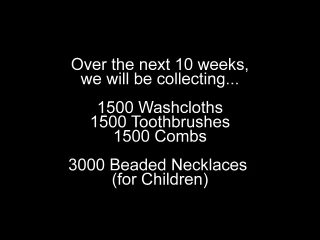 Over the next 10 weeks,
we will be collecting...
1500 Washcloths
1500 Toothbrushes
1500 Combs
3000 Beaded Necklaces
(for Children)